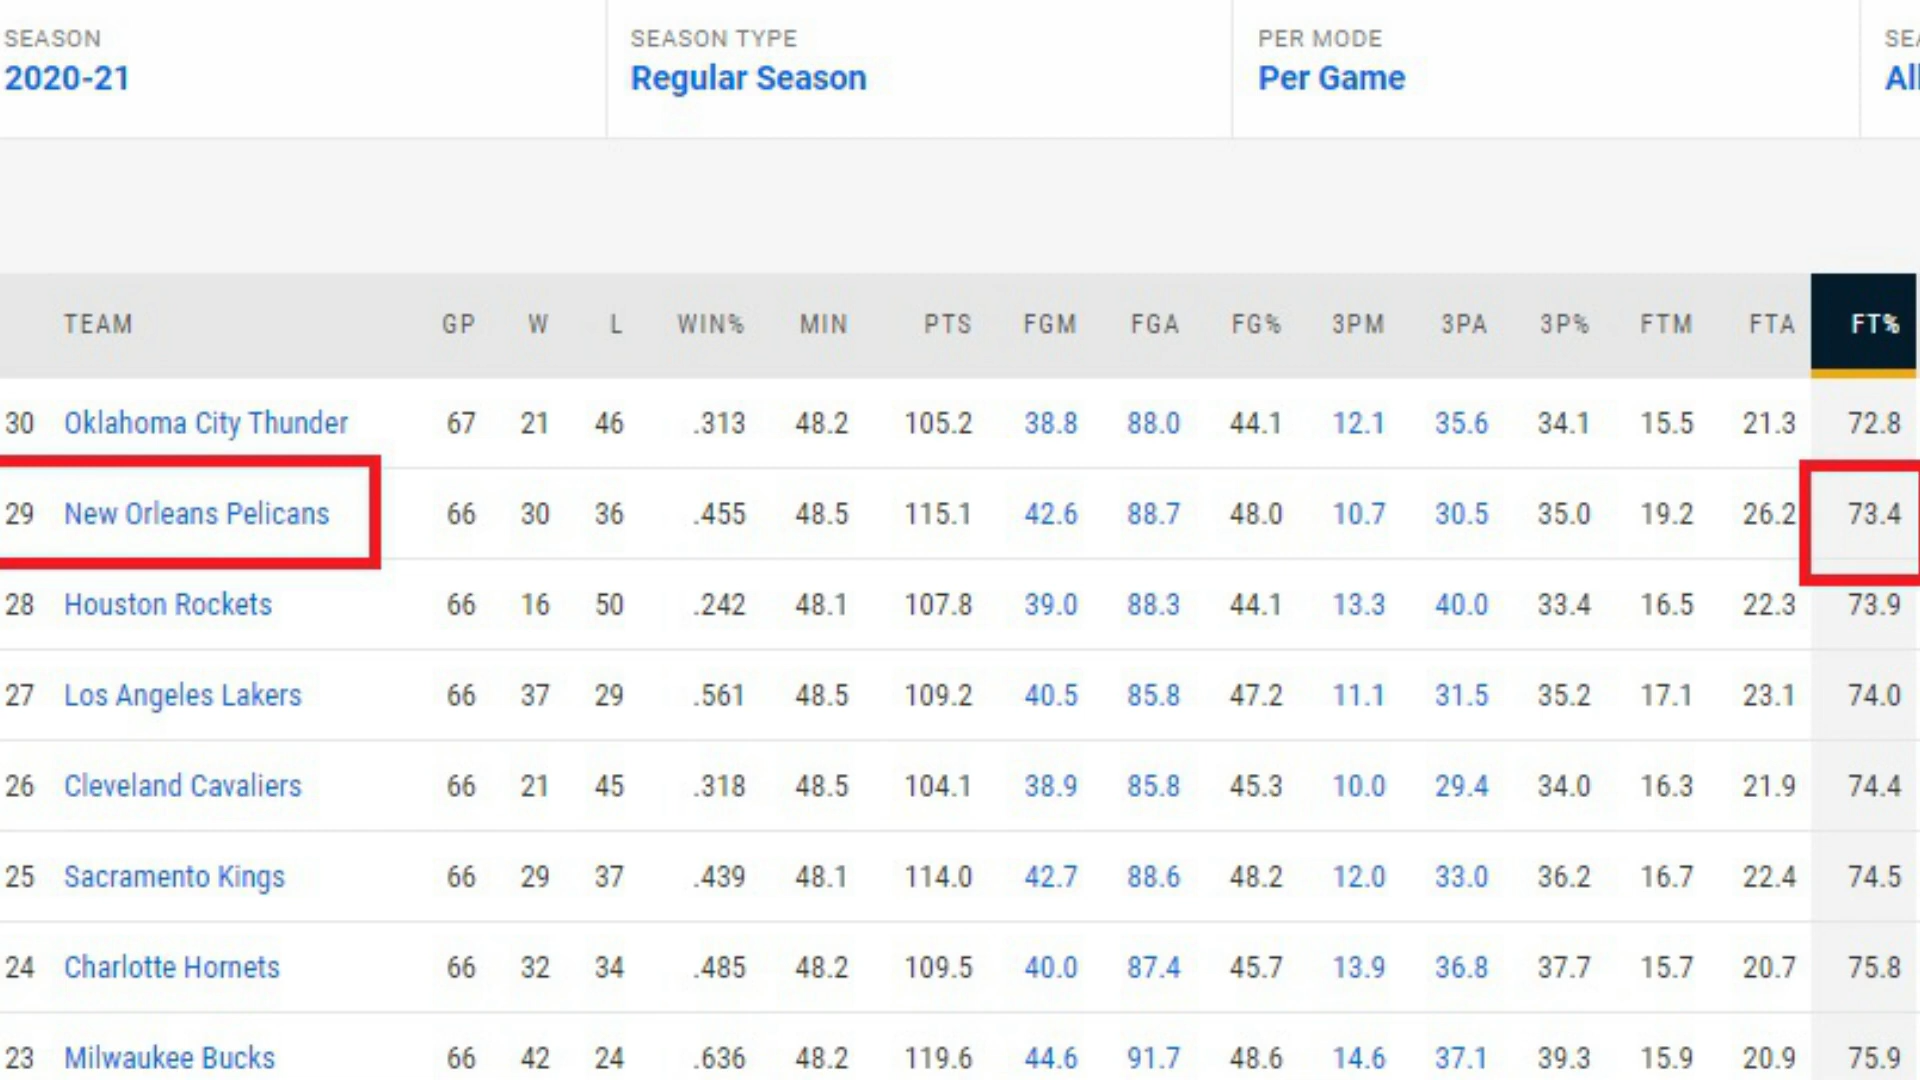 SEASON SEASON TYPE PER MODE SEA
2020-21 Regular Season Per Game All
TEAM GP W L WIN% MIN PTS FGM FGA FG% 3PM 3PA 3P% FTM FTA FT%
30 Oklahoma City Thunder 67 21 46 .313 48.2 105.2 38.8 88.0 44.1 12.1 35.6 34.1 15.5 21.3 72.8
29 New Orleans Pelicans 66 30 36 .455 48.5 115.1 42.6 88.7 48.0 10.7 30.5 35.0 19.2 26.2 73.4
28 Houston Rockets 66 16 50 .242 48.1 107.8 39.0 88.3 44.1 13.3 40.0 33.4 16.5 22.3 73.9
27 Los Angeles Lakers 66 37 29 .561 48.5 109.2 40.5 85.8 47.2 11.1 31.5 35.2 17.1 23.1 74.0
26 Cleveland Cavaliers 66 21 45 .318 48.5 104.1 38.9 85.8 45.3 10.0 29.4 34.0 16.3 21.9 74.4
25 Sacramento Kings 66 29 37 .439 48.1 114.0 42.7 88.6 48.2 12.0 33.0 36.2 16.7 22.4 74.5
24 Charlotte Hornets 66 32 34 .485 48.2 109.5 40.0 87.4 45.7 13.9 36.8 37.7 15.7 20.7 75.8
23 Milwaukee Bucks 66 42 24 .636 48.2 119.6 44.6 91.7 48.6 14.6 37.1 39.3 15.9 20.9 75.9